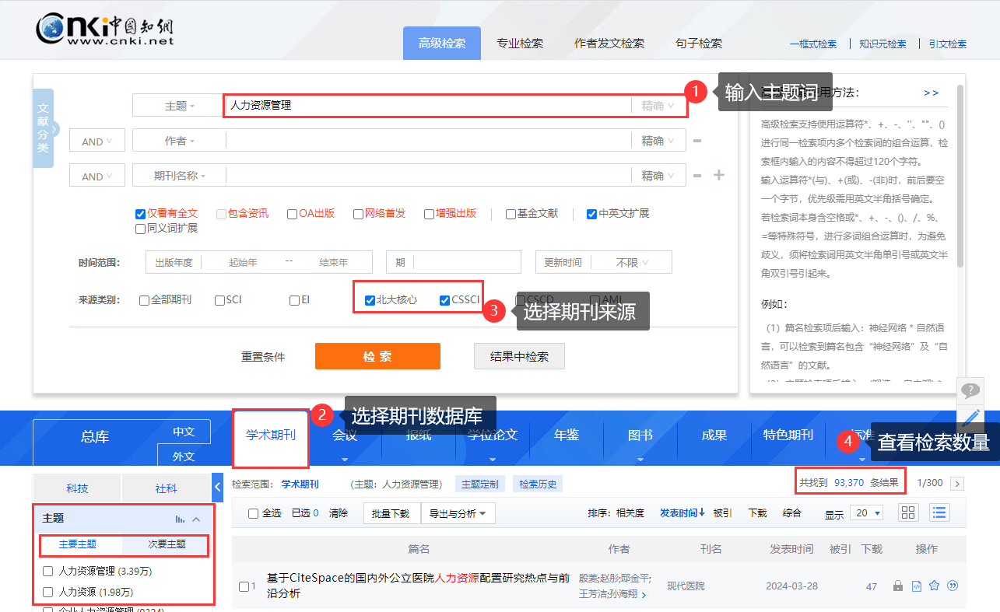 cnki中国知網
www.cnki.net
高级检索 专业检索 作者发文检索 句子检索 一框式检索 知识元检索 引文检索
文献分类
主题 人力资源管理 精确
1 输入主题词
用方法： >>
AND 作者 精确
AND 期刊名称 精确
仅看有全文 包含资讯 OA出版 网络首发 增强出版 基金文献 中英文扩展
同义词扩展
时间范围： 出版年度 起始年 -- 结束年 期 更新时间 不限
来源类别： 全部期刊 SCI EI 北大核心 CSSCI CSCD AMI
3 选择期刊来源
重置条件 检索 结果中检索
高级检索支持使用运算符*、+、-、''、""、()
进行同一检索项内多个检索词的组合运算，检
索框内输入的内容不得超过120个字符。
输入运算符*(与)、+(或)、-(非)时，前后要空
一个字节，优先级需用英文半角括号确定。
若检索词本身含空格或*、+、-、()、/、%、
=等特殊符号，进行多词组合运算时，为避免
歧义，须将检索词用英文半角单引号或英文半
角双引号引起来。
例如：
（1）篇名检索项后输入：神经网络 * 自然语
言，可以检索到篇名包含“神经网络”及“自
然语言”的文献。
2 选择期刊数据库
总库 中文 外文
学术期刊 会议 报纸 学位论文 年鉴 图书 成果 特色期刊 标准
4 查看检索数量
科技 社科
检索范围： 学术期刊 （主题：人力资源管理） 主题定制 检索历史 共找到 93,370 条结果 1/300 >
主题
主要主题 次要主题
人力资源管理 (3.39万)
人力资源 (1.98万)
企业人力资源管理 (9224)
全选 已选 0 清除 批量下载 导出与分析 排序： 相关度 发表时间↓ 被引 下载 综合 显示 20
篇名 作者 刊名 发表时间 被引 下载 操作
1 基于CiteSpace的国内外公立医院人力资源配置研究热点与前
沿分析
殷菱;赵彤;邸金平;
王芳洁;孙海翔 >
现代医院 2024-03-28 47